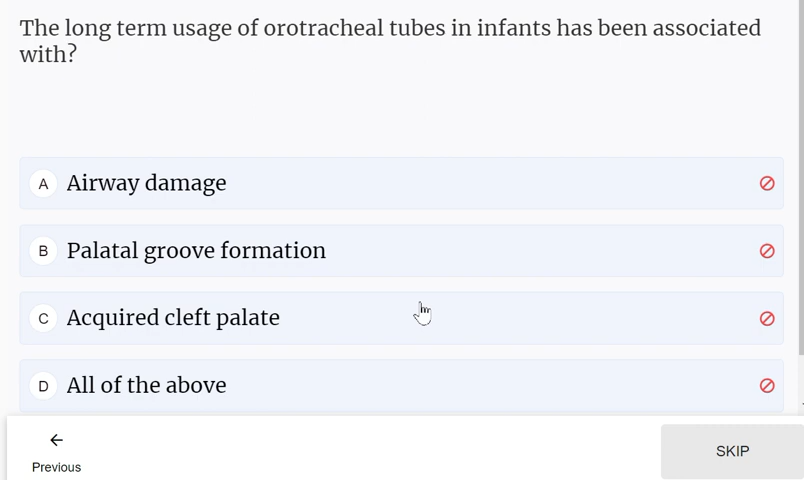 The long term usage of orotracheal tubes in infants has been associated
with?
A Airway damage
B Palatal groove formation
C Acquired cleft palate
D All of the above
← SKIP
Previous